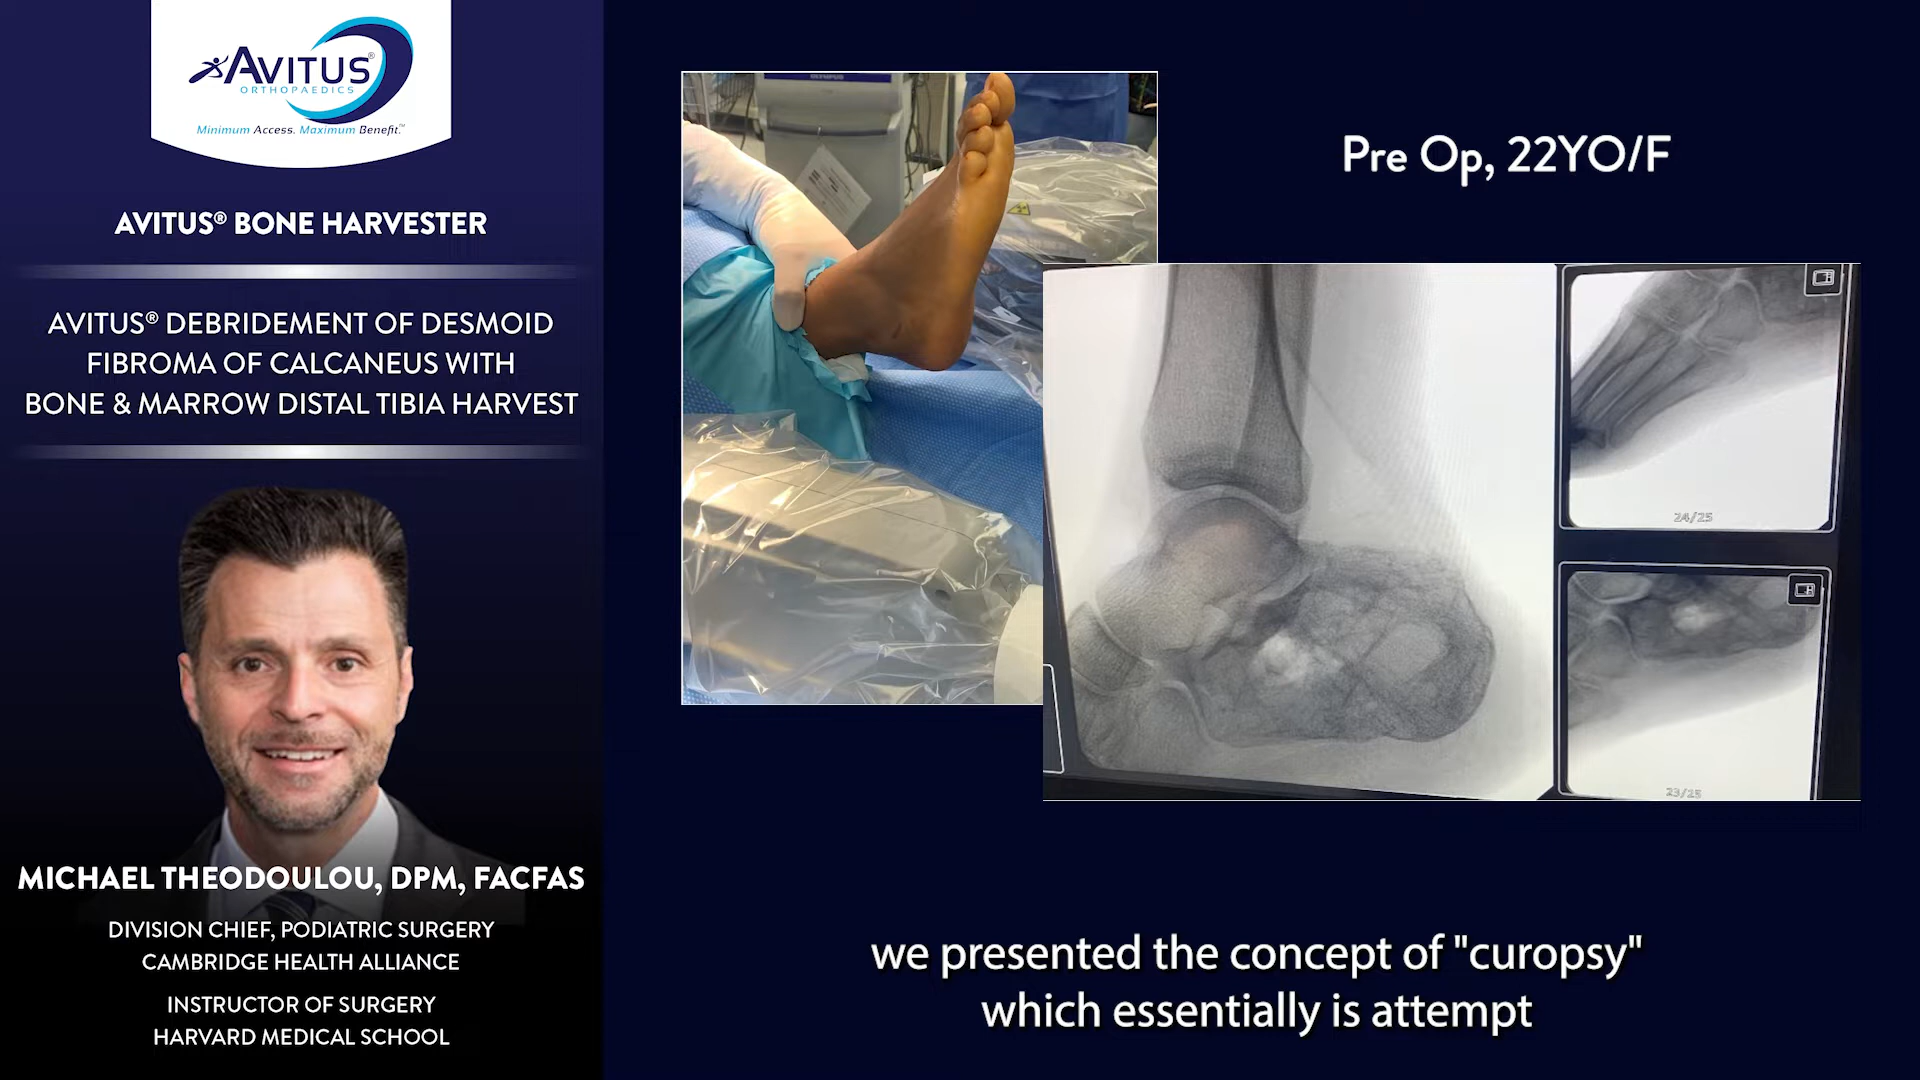 AVITUS®
ORTHOPAEDICS
Minimum Access. Maximum Benefit.™
AVITUS® BONE HARVESTER
AVITUS® DEBRIDEMENT OF DESMOID
FIBROMA OF CALCANEUS WITH
BONE & MARROW DISTAL TIBIA HARVEST
MICHAEL THEODOULOU, DPM, FACFAS
DIVISION CHIEF, PODIATRIC SURGERY
CAMBRIDGE HEALTH ALLIANCE
INSTRUCTOR OF SURGERY
HARVARD MEDICAL SCHOOL
OLYMPUS
Pre Op, 22YO/F
24/25
23/25
we presented the concept of "curopsy"
which essentially is attempt